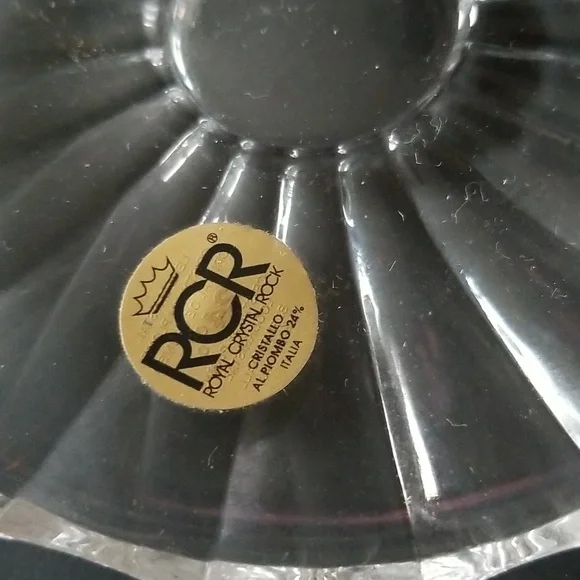 RCR®
ROYAL CRYSTAL ROCK
CRISTALLO
AL PIOMBO 24%
ITALIA